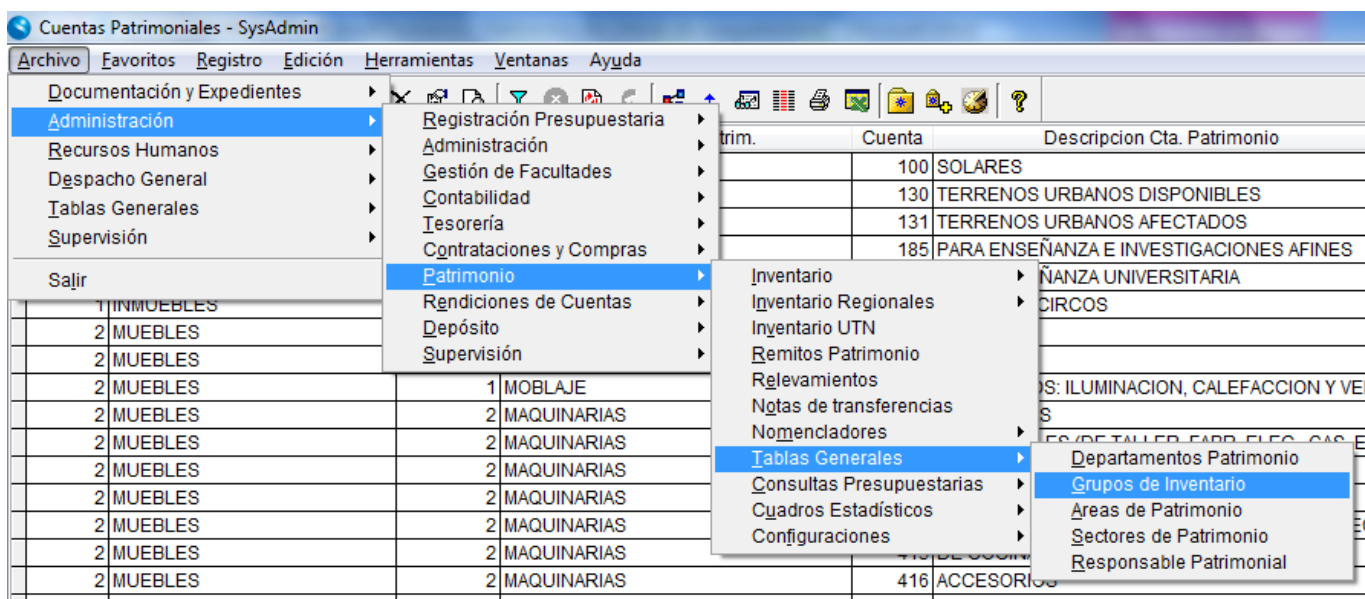 Cuentas Patrimoniales - SysAdmin
Archivo Favoritos Registro Edición Herramientas Ventanas Ayuda
Documentación y Expedientes
Administración
Recursos Humanos
Despacho General
Tablas Generales
Supervisión
Salir
Registración Presupuestaria
Administración
Gestión de Facultades
Contabilidad
Tesorería
Contrataciones y Compras
Patrimonio
Rendiciones de Cuentas
Depósito
Supervisión
Inventario
Inventario Regionales
Inventario UTN
Remitos Patrimonio
Relevamientos
Notas de transferencias
Nomencladores
Tablas Generales
Consultas Presupuestarias
Cuadros Estadísticos
Configuraciones
Departamentos Patrimonio
Grupos de Inventario
Areas de Patrimonio
Sectores de Patrimonio
Responsable Patrimonial
trim. Cuenta Descripcion Cta. Patrimonio
100 SOLARES
130 TERRENOS URBANOS DISPONIBLES
131 TERRENOS URBANOS AFECTADOS
185 PARA ENSEÑANZA E INVESTIGACIONES AFINES
ÑANZA UNIVERSITARIA
1 INMUEBLES CIRCOS
2 MUEBLES
2 MUEBLES
2 MUEBLES 1 MOBLAJE OS: ILUMINACION, CALEFACCION Y VE
2 MUEBLES 2 MAQUINARIAS S
2 MUEBLES 2 MAQUINARIAS
2 MUEBLES 2 MAQUINARIAS
2 MUEBLES 2 MAQUINARIAS
2 MUEBLES 2 MAQUINARIAS
2 MUEBLES 2 MAQUINARIAS 416 ACCESORIOS